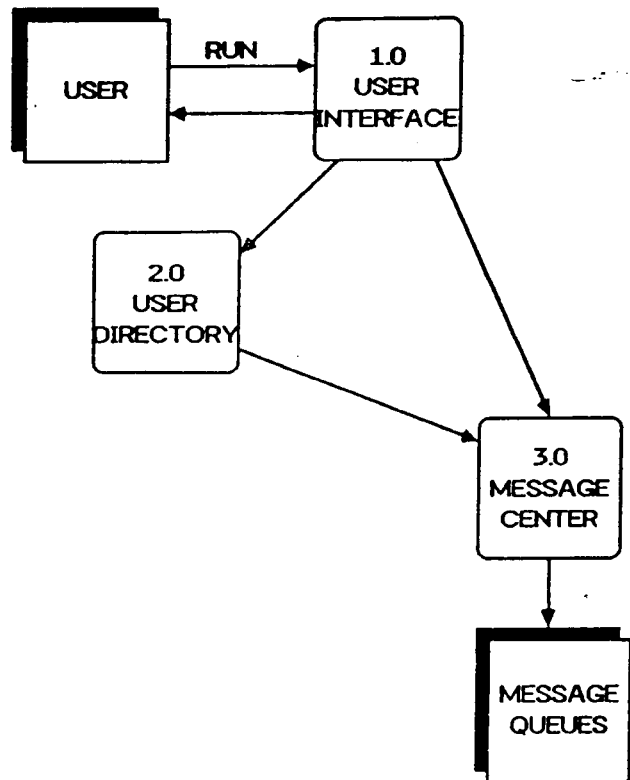 USER
RUN
1.0
USER
INTERFACE
2.0
USER
DIRECTORY
3.0
MESSAGE
CENTER
MESSAGE
QUEUES